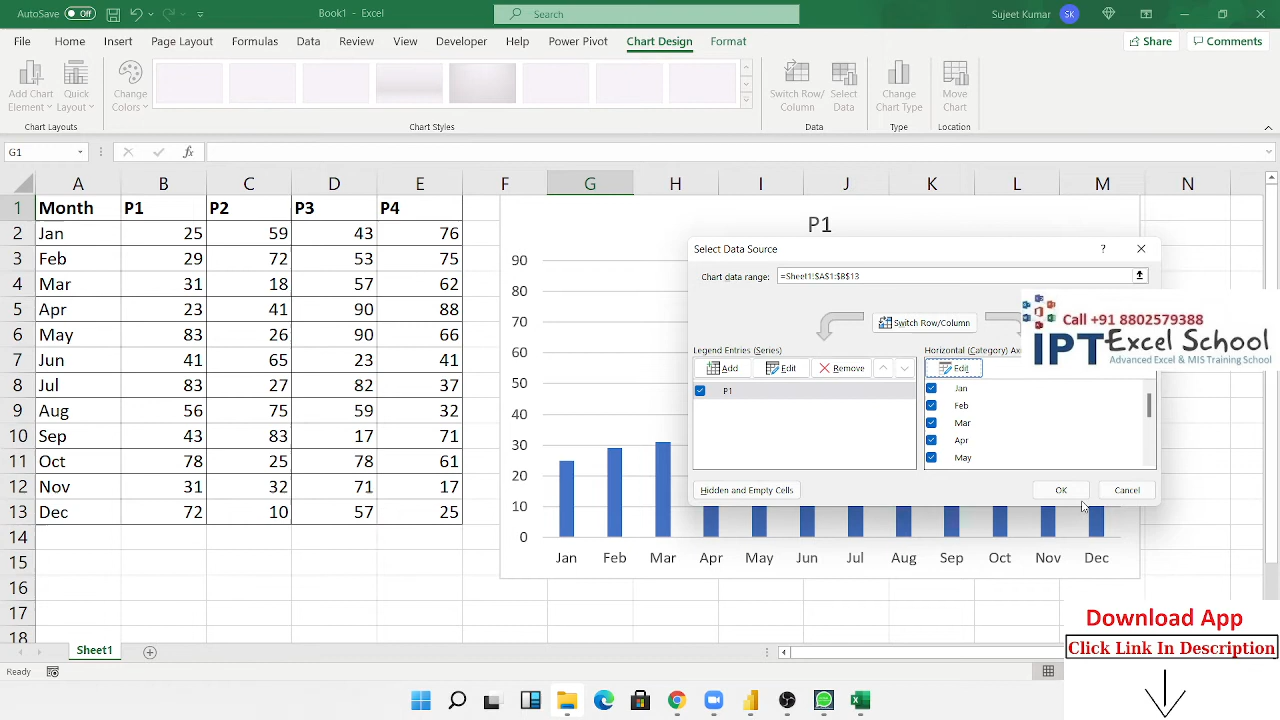 AutoSave Off Book1 - Excel Search Sujeet Kumar SK
File Home Insert Page Layout Formulas Data Review View Developer Help Power Pivot Chart Design Format Share Comments
Add Chart Element Quick Layout Change Colors Switch Row/ Column Select Data Change Chart Type Move Chart
Chart Layouts Chart Styles Data Type Location
G1 fx
A B C D E F G H I J K L M N
1 Month P1 P2 P3 P4
2 Jan 25 59 43 76
3 Feb 29 72 53 75
4 Mar 31 18 57 62
5 Apr 23 41 90 88
6 May 83 26 90 66
7 Jun 41 65 23 41
8 Jul 83 27 82 37
9 Aug 56 75 59 32
10 Sep 43 83 17 71
11 Oct 78 25 78 61
12 Nov 31 32 71 17
13 Dec 72 10 57 25
14
15
16
17
18
P1
90
80
70
60
50
40
30
20
10
0
Jan Feb Mar Apr May Jun Jul Aug Sep Oct Nov Dec
Select Data Source ?
Chart data range: =Sheet1!$A$1:$B$13
Switch Row/Column
Legend Entries (Series)
Add Edit Remove
P1
Horizontal (Category) Ax
Edit
Jan
Feb
Mar
Apr
May
Hidden and Empty Cells OK Cancel
Call +91 8802579388
IPT Excel School
Advanced Excel & MIS Training School
Download App
Click Link In Description
Sheet1
Ready